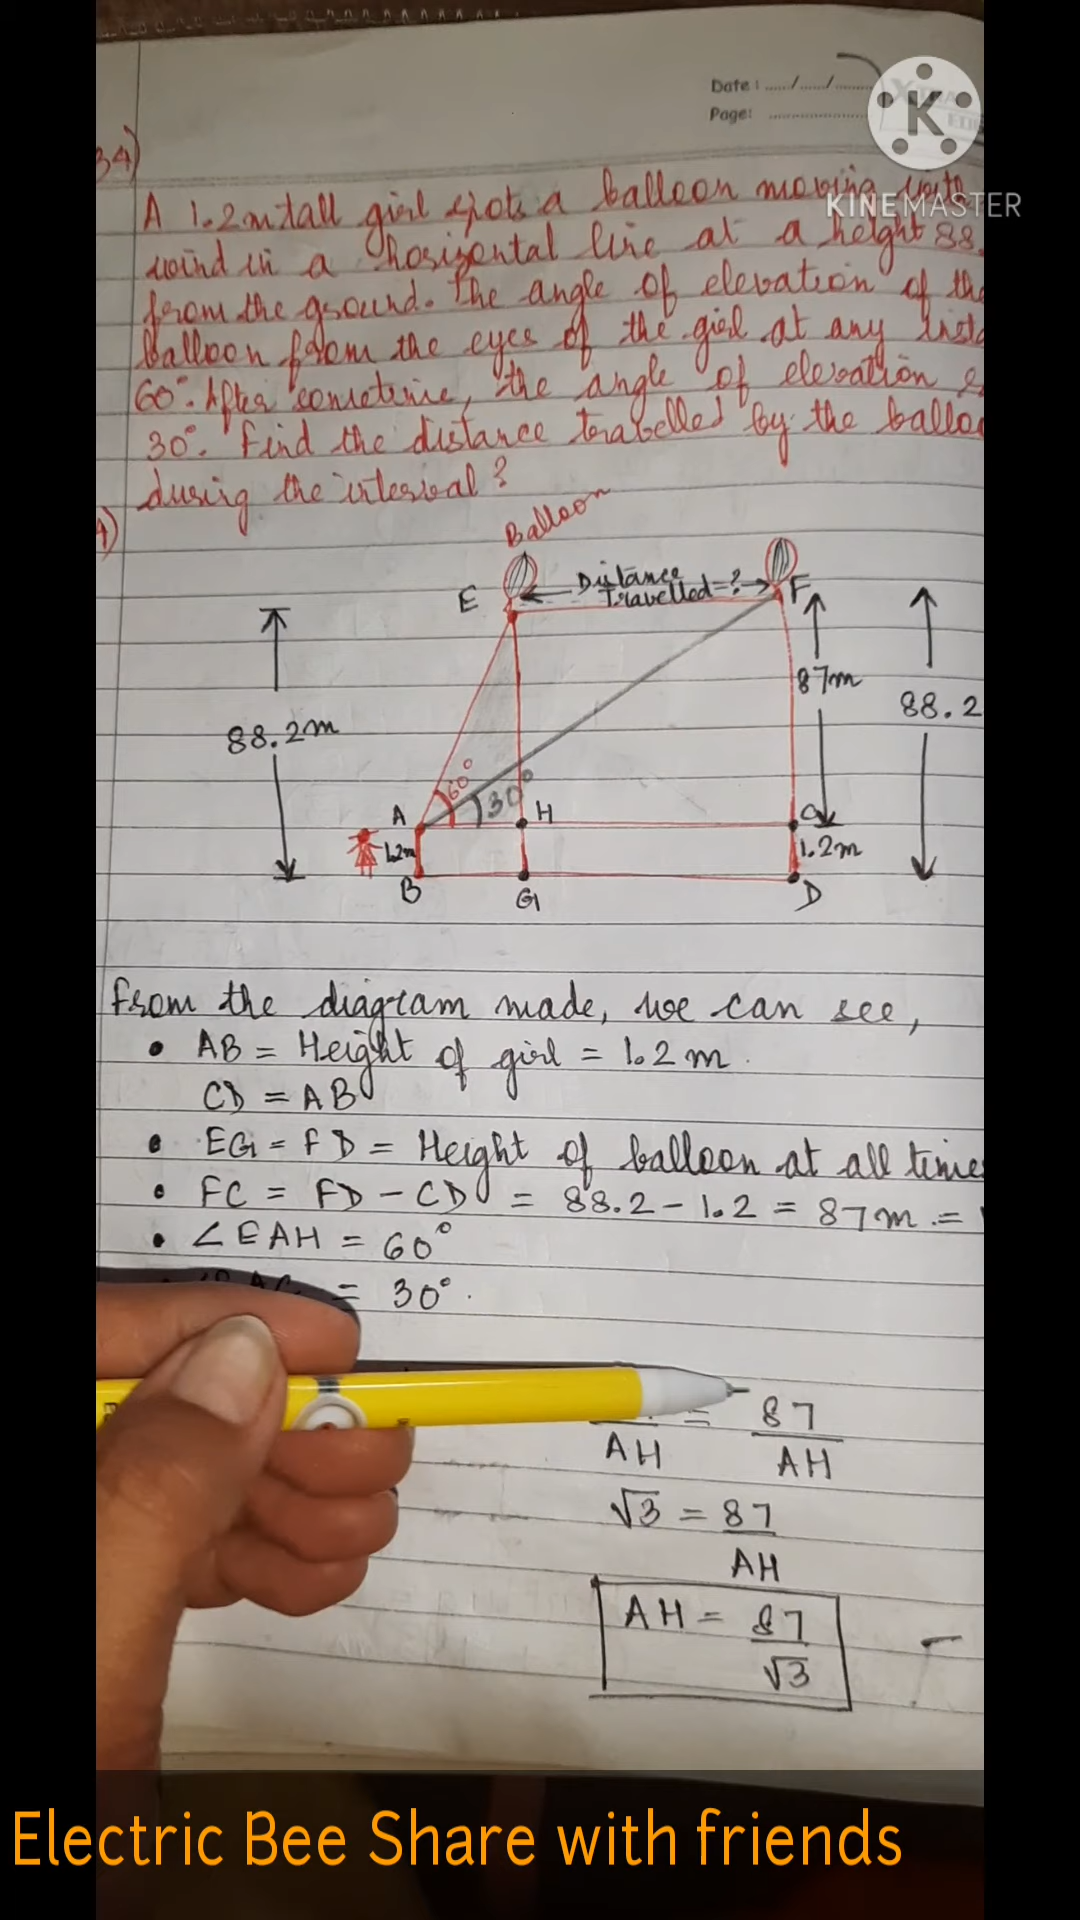 Date : ....../....../.........
Page: ........................
34)
A 1.2m tall girl spots a balloon moving with
KINEMASTER
wind in a horizontal line at a height 88.
from the ground. The angle of elevation of the
balloon from the eyes of the girl at any
60°. After sometime, the angle of elevation
30°. Find the distance travelled by the balloo
during the interval?
Balloon
E
Distance
Travelled = ?
F
87m
88.2m
88.2
60°
30°
A
H
C
1.2m
1.2m
B
G
D
From the diagram made, we can see,
• AB = Height of girl = 1.2 m.
CD = AB
• EG = FD = Height of balloon at all time
• FC = FD - CD = 88.2 - 1.2 = 87m =
• ∠EAH = 60°
= 30°.
= 87
AH AH
√3 = 87
AH
AH = 87
√3
Electric Bee Share with friends